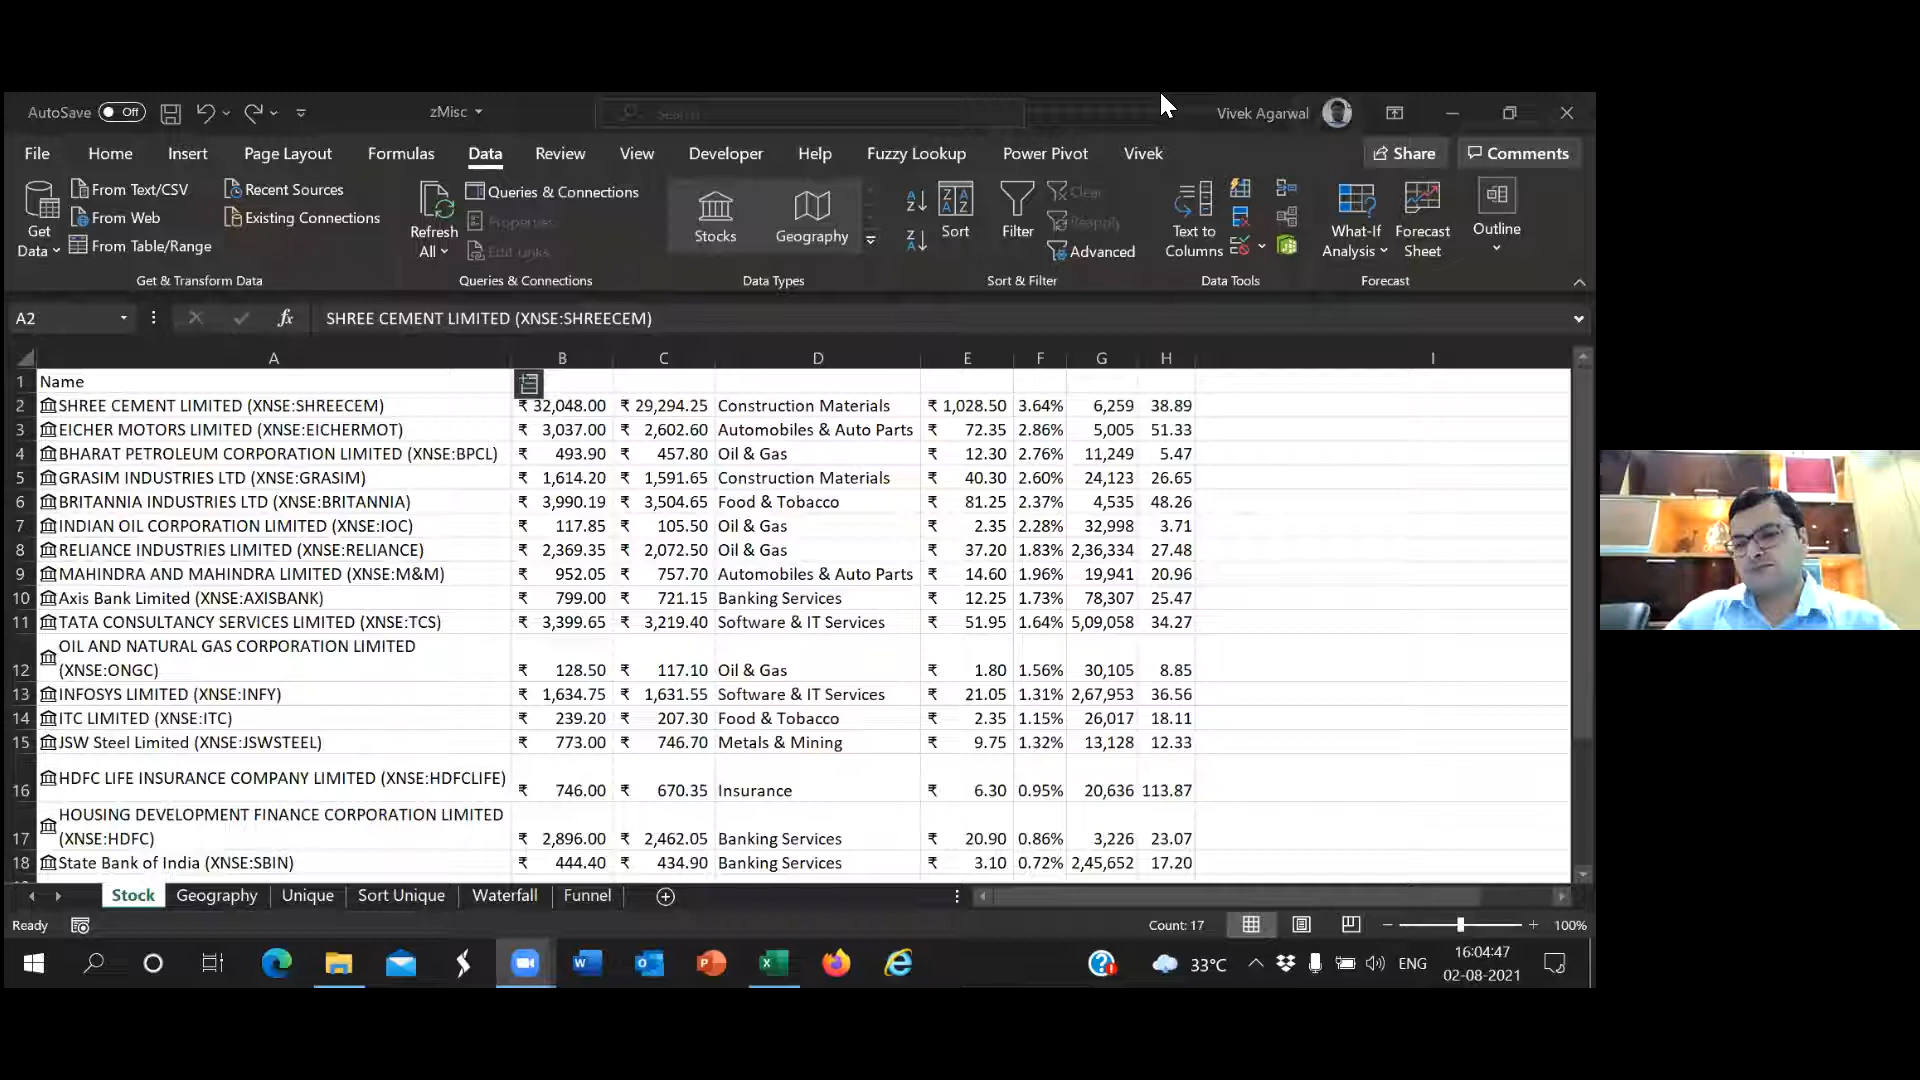 AutoSave Off zMisc Search Vivek Agarwal
File Home Insert Page Layout Formulas Data Review View Developer Help Fuzzy Lookup Power Pivot Vivek Share Comments
Get Data
From Text/CSV
From Web
From Table/Range
Recent Sources
Existing Connections
Get & Transform Data
Refresh All
Queries & Connections
Properties
Edit Links
Queries & Connections
Stocks
Geography
Data Types
Sort
Filter
Clear
Reapply
Advanced
Sort & Filter
Text to Columns
Data Tools
What-If Analysis
Forecast Sheet
Forecast
Outline
A2 fx SHREE CEMENT LIMITED (XNSE:SHREECEM)
A B C D E F G H I
1 Name
2 SHREE CEMENT LIMITED (XNSE:SHREECEM) ₹ 32,048.00 ₹ 29,294.25 Construction Materials ₹ 1,028.50 3.64% 6,259 38.89
3 EICHER MOTORS LIMITED (XNSE:EICHERMOT) ₹ 3,037.00 ₹ 2,602.60 Automobiles & Auto Parts ₹ 72.35 2.86% 5,005 51.33
4 BHARAT PETROLEUM CORPORATION LIMITED (XNSE:BPCL) ₹ 493.90 ₹ 457.80 Oil & Gas ₹ 12.30 2.76% 11,249 5.47
5 GRASIM INDUSTRIES LTD (XNSE:GRASIM) ₹ 1,614.20 ₹ 1,591.65 Construction Materials ₹ 40.30 2.60% 24,123 26.65
6 BRITANNIA INDUSTRIES LTD (XNSE:BRITANNIA) ₹ 3,990.19 ₹ 3,504.65 Food & Tobacco ₹ 81.25 2.37% 4,535 48.26
7 INDIAN OIL CORPORATION LIMITED (XNSE:IOC) ₹ 117.85 ₹ 105.50 Oil & Gas ₹ 2.35 2.28% 32,998 3.71
8 RELIANCE INDUSTRIES LIMITED (XNSE:RELIANCE) ₹ 2,369.35 ₹ 2,072.50 Oil & Gas ₹ 37.20 1.83% 2,36,334 27.48
9 MAHINDRA AND MAHINDRA LIMITED (XNSE:M&M) ₹ 952.05 ₹ 757.70 Automobiles & Auto Parts ₹ 14.60 1.96% 19,941 20.96
10 Axis Bank Limited (XNSE:AXISBANK) ₹ 799.00 ₹ 721.15 Banking Services ₹ 12.25 1.73% 78,307 25.47
11 TATA CONSULTANCY SERVICES LIMITED (XNSE:TCS) ₹ 3,399.65 ₹ 3,219.40 Software & IT Services ₹ 51.95 1.64% 5,09,058 34.27
OIL AND NATURAL GAS CORPORATION LIMITED
12 (XNSE:ONGC) ₹ 128.50 ₹ 117.10 Oil & Gas ₹ 1.80 1.56% 30,105 8.85
13 INFOSYS LIMITED (XNSE:INFY) ₹ 1,634.75 ₹ 1,631.55 Software & IT Services ₹ 21.05 1.31% 2,67,953 36.56
14 ITC LIMITED (XNSE:ITC) ₹ 239.20 ₹ 207.30 Food & Tobacco ₹ 2.35 1.15% 26,017 18.11
15 JSW Steel Limited (XNSE:JSWSTEEL) ₹ 773.00 ₹ 746.70 Metals & Mining ₹ 9.75 1.32% 13,128 12.33
HDFC LIFE INSURANCE COMPANY LIMITED (XNSE:HDFCLIFE)
16 ₹ 746.00 ₹ 670.35 Insurance ₹ 6.30 0.95% 20,636 113.87
HOUSING DEVELOPMENT FINANCE CORPORATION LIMITED
17 (XNSE:HDFC) ₹ 2,896.00 ₹ 2,462.05 Banking Services ₹ 20.90 0.86% 3,226 23.07
18 State Bank of India (XNSE:SBIN) ₹ 444.40 ₹ 434.90 Banking Services ₹ 3.10 0.72% 2,45,652 17.20
Stock Geography Unique Sort Unique Waterfall Funnel
Ready Count: 17 100%
33°C ENG 16:04:47
02-08-2021